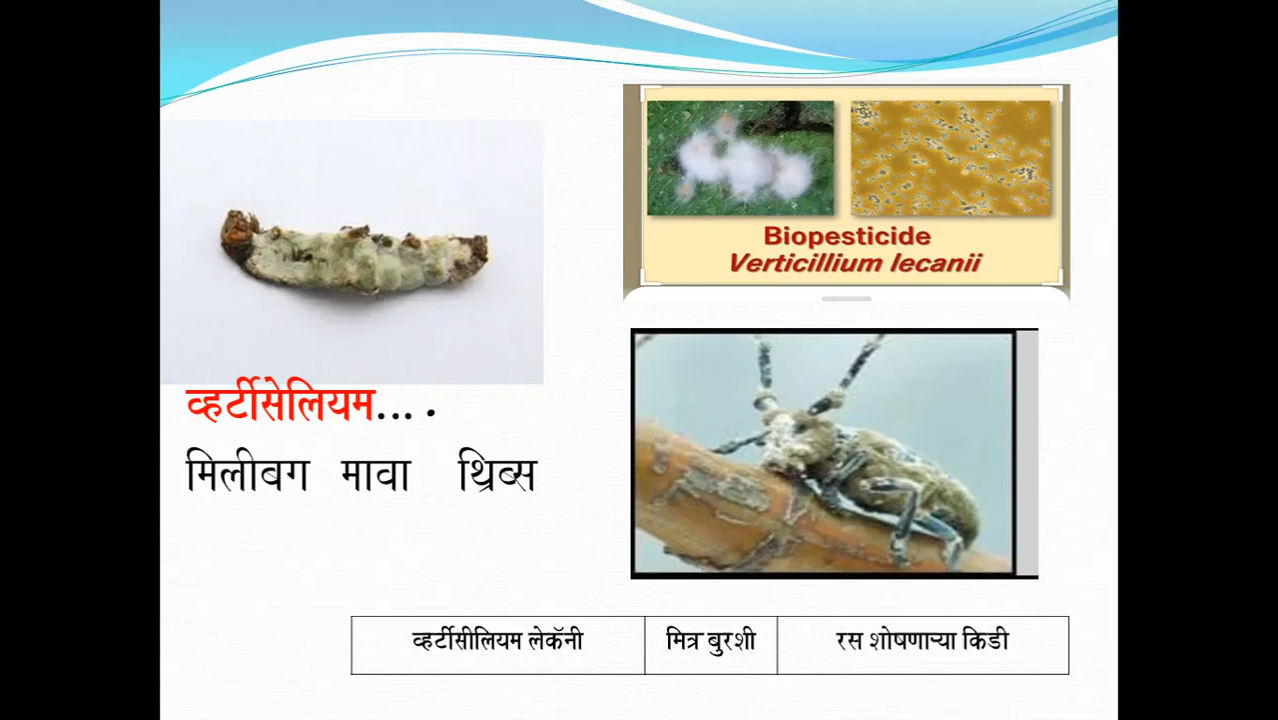 Biopesticide
Verticillium lecanii
व्हर्टीसेलियम... .
मिलीबग मावा थ्रिब्स
व्हर्टीसीलियम लेकॅनी मित्र बुरशी रस शोषणाऱ्या किडी